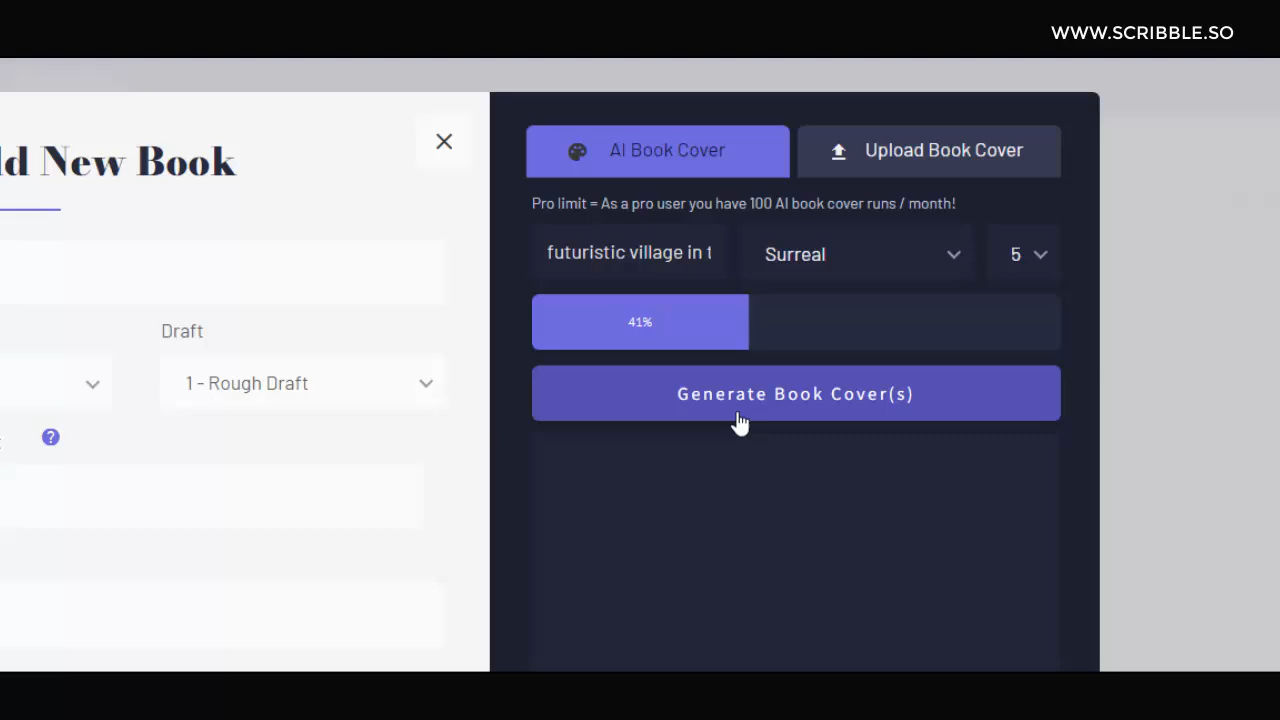 WWW.SCRIBBLE.SO
ld New Book
AI Book Cover
Upload Book Cover
Pro limit = As a pro user you have 100 AI book cover runs / month!
futuristic village in t
Surreal
5
41%
Draft
1 - Rough Draft
Generate Book Cover(s)
?